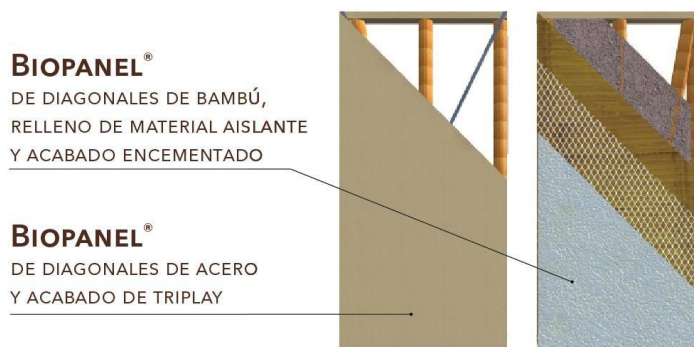 BIOPANEL®
DE DIAGONALES DE BAMBÚ,
RELLENO DE MATERIAL AISLANTE
Y ACABADO ENCEMENTADO
BIOPANEL®
DE DIAGONALES DE ACERO
Y ACABADO DE TRIPLAY